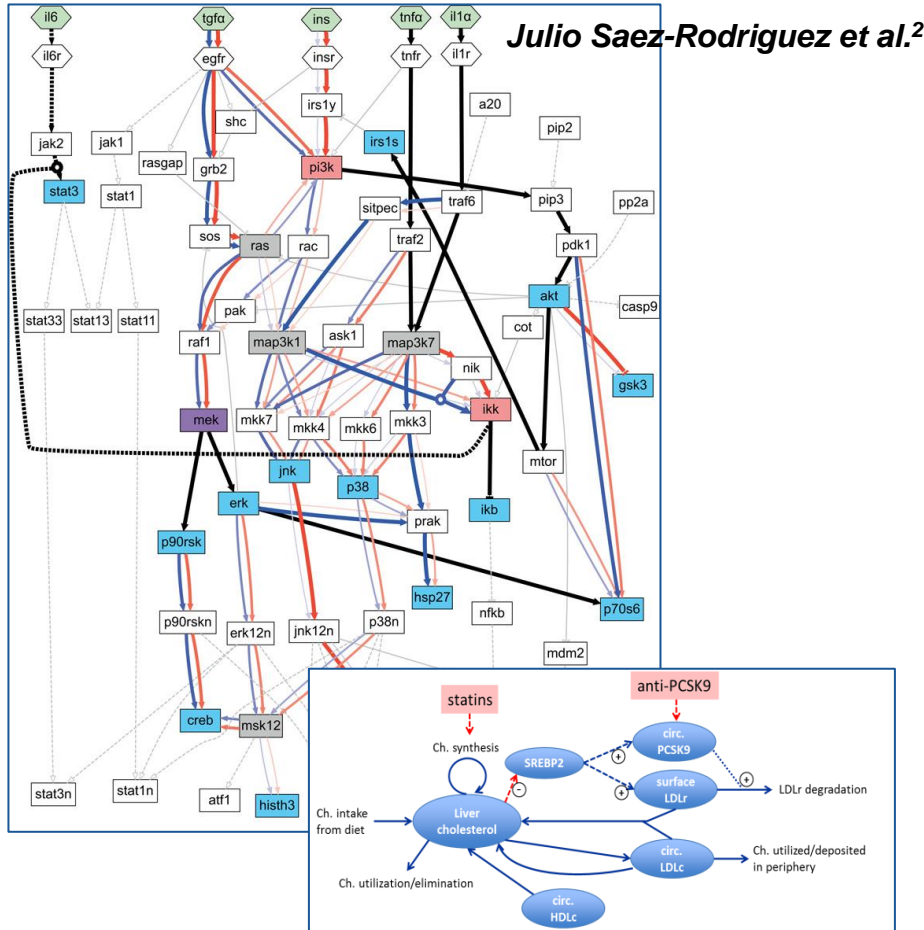 il6
tgfα
ins
tnfα
il1α
Julio Saez-Rodriguez et al.²
il6r
egfr
insr
tnfr
il1r
shc
irs1y
a20
jak2
jak1
irs1s
pip2
rasgap
grb2
pi3k
stat3
stat1
sitpec
traf6
pip3
pp2a
sos
ras
rac
traf2
pdk1
akt
casp9
stat33
stat13
stat11
pak
raf1
map3k1
ask1
map3k7
cot
nik
gsk3
mek
mkk7
mkk4
mkk6
mkk3
ikk
mtor
jnk
p38
erk
prak
ikb
p90rsk
hsp27
nfkb
p70s6
p90rskn
erk12n
jnk12n
p38n
mdm2
creb
msk12
stat3n
stat1n
atf1
histh3
statins
anti-PCSK9
Ch. synthesis
SREBP2
circ.
PCSK9
+
+
-
+
surface
LDLr
LDLr degradation
Ch. intake
from diet
Liver
cholesterol
circ.
LDLc
Ch. utilized/deposited
in periphery
Ch. utilization/elimination
circ.
HDLc